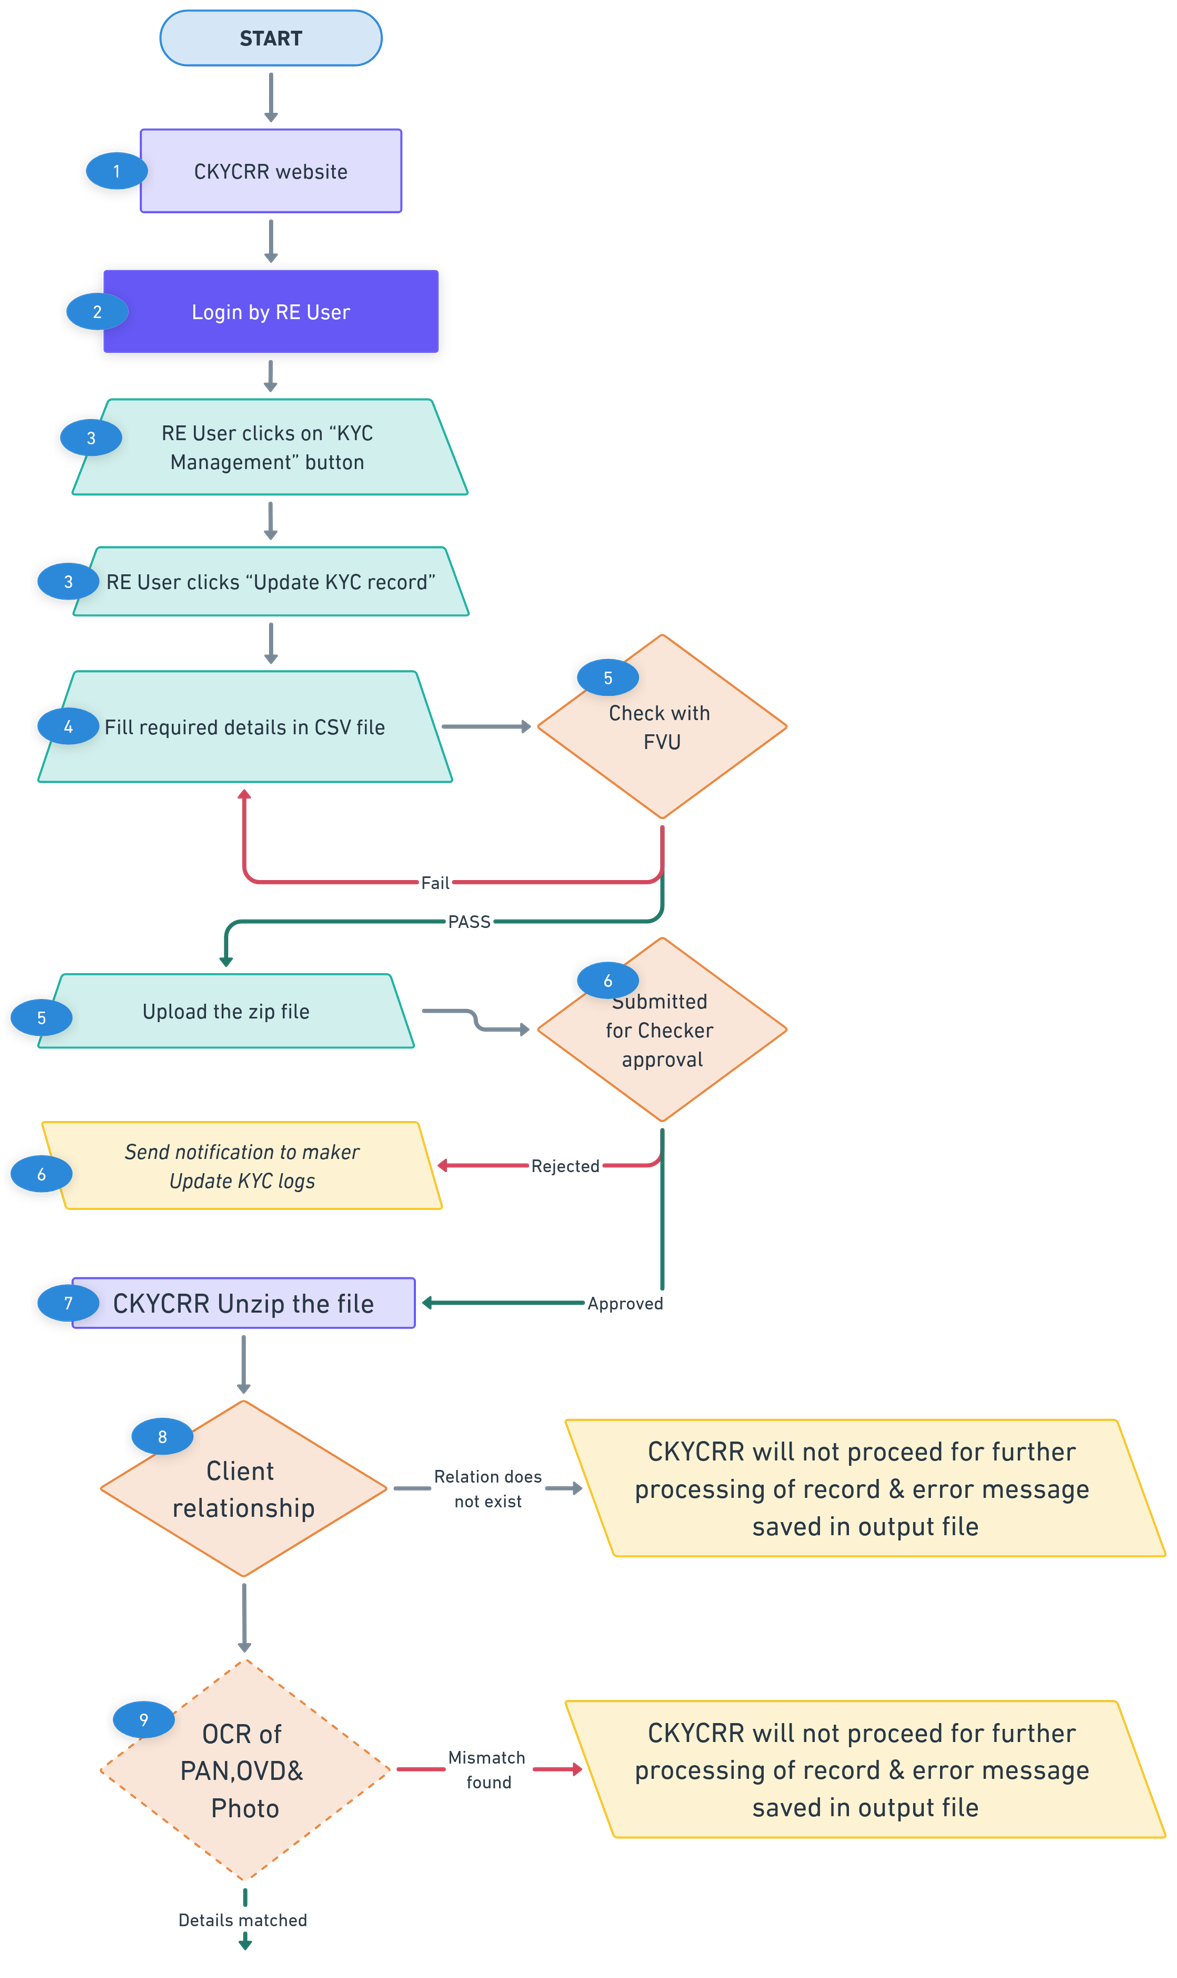 START
1
CKYCRR website
2
Login by RE User
3
RE User clicks on “KYC
Management” button
3
RE User clicks “Update KYC record”
4
Fill required details in CSV file
5
Check with
FVU
Fail
PASS
5
Upload the zip file
6
Submitted
for Checker
approval
6
Send notification to maker
Update KYC logs
Rejected
7
CKYCRR Unzip the file
Approved
8
Client
relationship
Relation does
not exist
CKYCRR will not proceed for further
processing of record & error message
saved in output file
9
OCR of
PAN,OVD&
Photo
Mismatch
found
CKYCRR will not proceed for further
processing of record & error message
saved in output file
Details matched